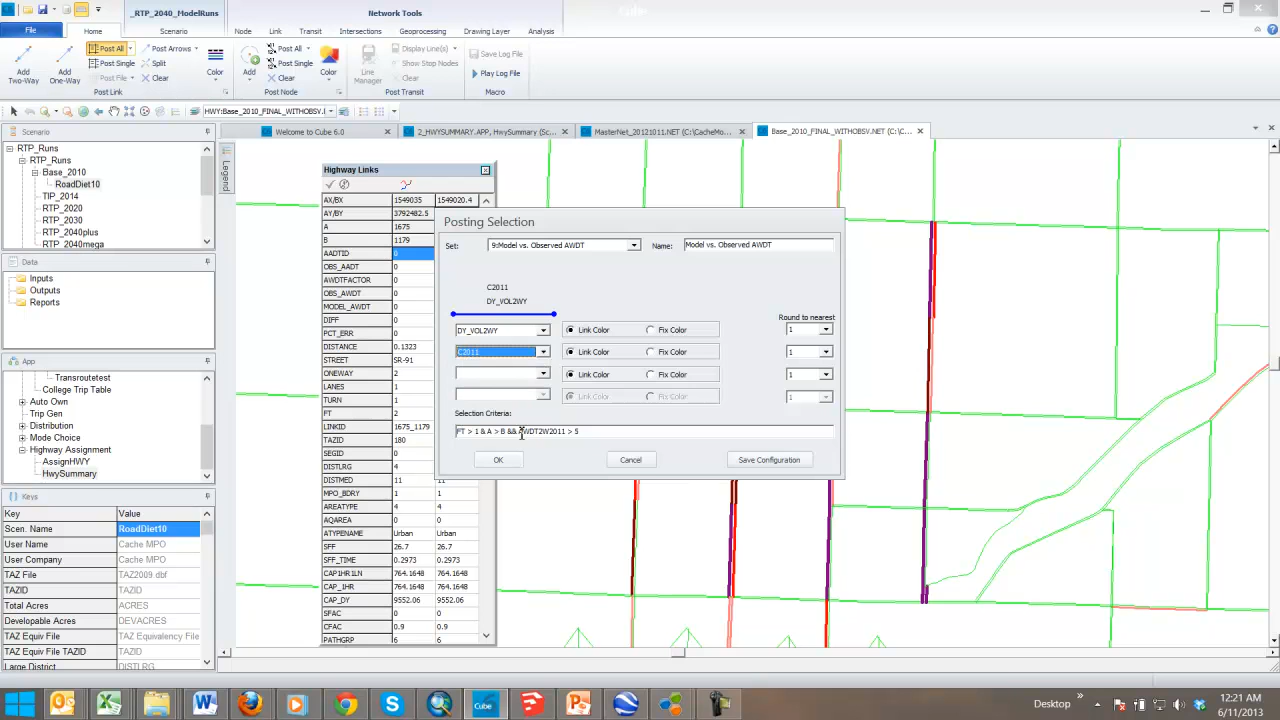 _RTP_2040_ModelRuns
Network Tools
Cube
File
Home
Scenario
Node
Link
Transit
Intersections
Geoprocessing
Drawing Layer
Analysis
Add Two-Way
Add One-Way
Post All
Post Single
Post File
Post Arrows
Split
Clear
Color
Post Link
Add
Post All
Post Single
Clear
Color
Post Node
Line Manager
Display Line(s)
Show Stop Nodes
Clear
Post Transit
Save Log File
Play Log File
Macro
HWY:Base_2010_FINAL_WITHOBSV.I
Scenario
Welcome to Cube 6.0
2_HWYSUMMARY.APP, HwySummary (Sc...
MasterNet_20121011.NET (C:\CacheMo...
Base_2010_FINAL_WITHOBSV.NET (C:\C...
RTP_Runs
RTP_Runs
Base_2010
RoadDiet10
TIP_2014
RTP_2020
RTP_2030
RTP_2040plus
RTP_2040mega
Data
Inputs
Outputs
Reports
App
Transroutetest
College Trip Table
Auto Own
Trip Gen
Distribution
Mode Choice
Highway Assignment
AssignHWY
HwySummary
Keys
Key Value
Scen. Name RoadDiet10
User Name Cache MPO
User Company Cache MPO
TAZ File TAZ2009.dbf
TAZID TAZID
Total Acres ACRES
Developable Acres DEVACRES
TAZ Equiv File TAZ Equivalency File
TAZ Equiv File TAZID TAZID
Large District DISTLRG
Legend
Highway Links
AX/BX 1549035 1549020.4
AY/BY 3792482.5
A 1675
B 1179
AADTID 0
OBS_AADT 0
AWDTFACTOR 0
OBS_AWDT 0
MODEL_AWDT 0
DIFF 0
PCT_ERR 0
DISTANCE 0.1323
STREET SR-91
ONEWAY 2
LANES 1
TURN 1
FT 2
LINKID 1675_1179
TAZID 180
SEGID 0
DISTLRG 4
DISTMED 11 11
MPO_BDRY 1 1
AREATYPE 4 4
AQAREA 0 0
ATYPENAME Urban Urban
SFF 26.7 26.7
SFF_TIME 0.2973 0.2973
CAP1HR1LN 764.1648 764.1648
CAP_1HR 764.1648 764.1648
CAP_DY 9552.06 9552.06
SFAC 0 0
CFAC 0.9 0.9
PATHGRP 6 6
Posting Selection
Set: 9:Model vs. Observed AWDT Name: Model vs. Observed AWDT
C2011
DY_VOL2WY
Round to nearest
DY_VOL2WY Link Color Fix Color 1
C2011 Link Color Fix Color 1
Link Color Fix Color 1
Link Color Fix Color 1
Selection Criteria:
FT > 1 & A > B && AWDT2W2011 > 5
OK Cancel Save Configuration
Desktop
12:21 AM
6/11/2013